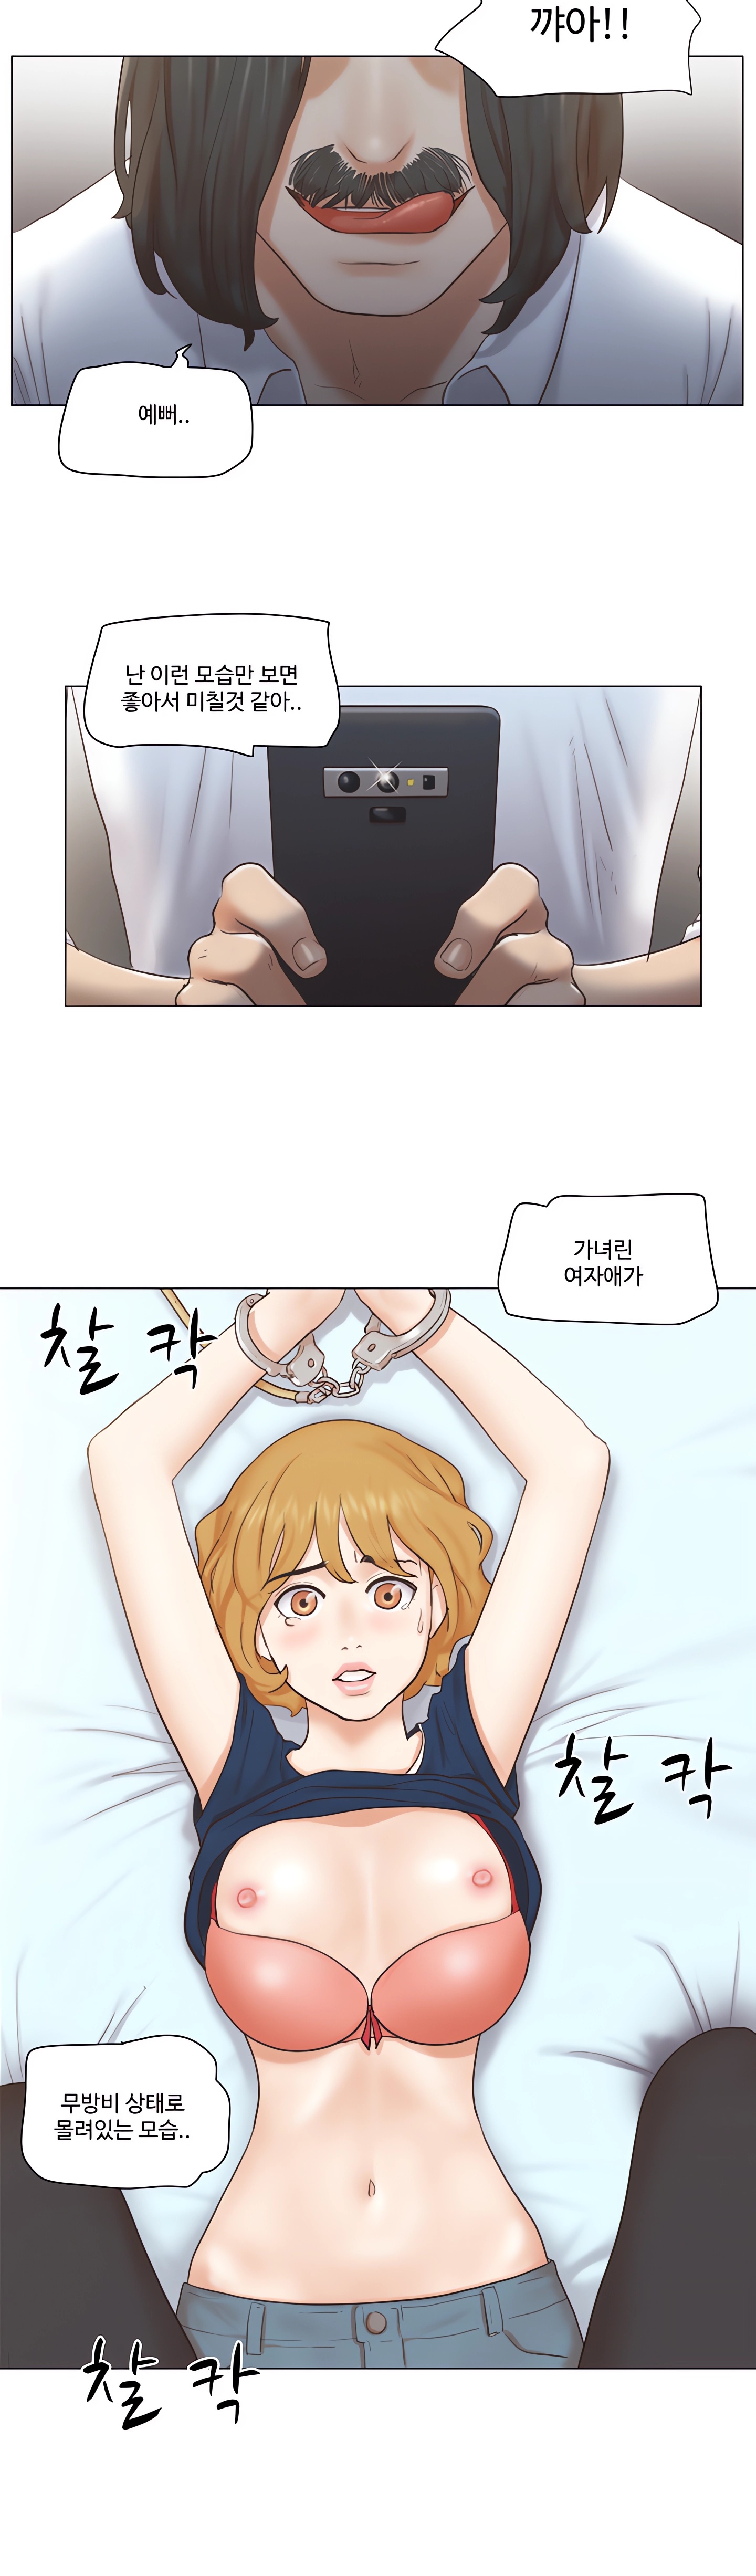 꺄아!!
예뻐..
난 이런 모습만 보면
좋아서 미칠것 같아..
가녀린
여자애가
찰칵
찰칵
무방비 상태로
몰려있는 모습..
찰칵